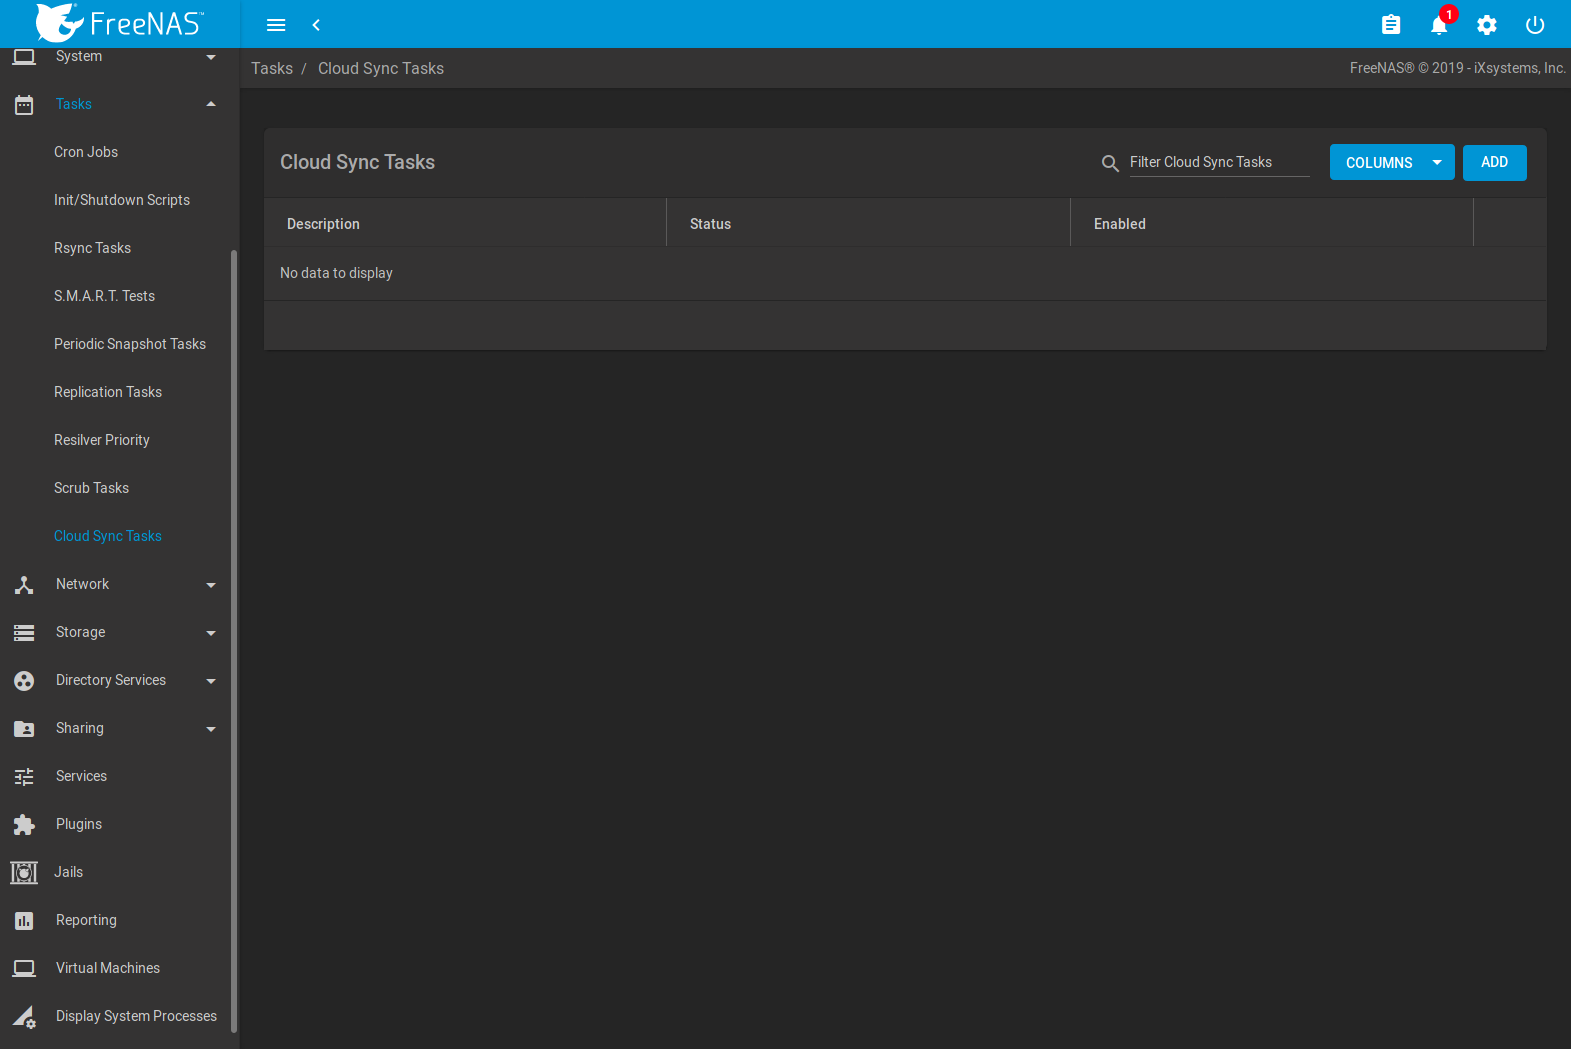 FreeNAS™
1
System
Tasks / Cloud Sync Tasks
FreeNAS® © 2019 - iXsystems, Inc.
Tasks
Cron Jobs
Init/Shutdown Scripts
Rsync Tasks
S.M.A.R.T. Tests
Periodic Snapshot Tasks
Replication Tasks
Resilver Priority
Scrub Tasks
Cloud Sync Tasks
Network
Storage
Directory Services
Sharing
Services
Plugins
Jails
Reporting
Virtual Machines
Display System Processes
Cloud Sync Tasks
Filter Cloud Sync Tasks
COLUMNS
ADD
Description
Status
Enabled
No data to display